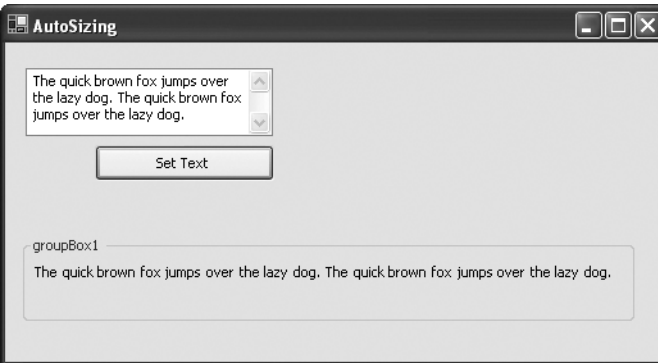 AutoSizing
The quick brown fox jumps over
the lazy dog. The quick brown fox
jumps over the lazy dog.
Set Text
groupBox1
The quick brown fox jumps over the lazy dog. The quick brown fox jumps over the lazy dog.